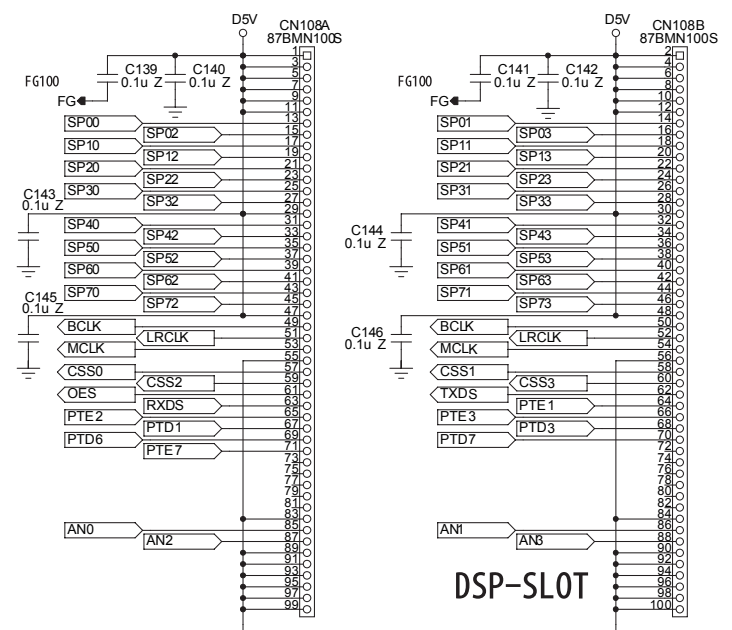 D5V
CN108A
87BMN100S
C139
0.1u Z
C140
0.1u Z
FG100
FG
SP00
SP02
SP10
SP12
SP20
SP22
SP30
SP32
C143
0.1u Z
SP40
SP42
SP50
SP52
SP60
SP62
SP70
SP72
C145
0.1u Z
BCLK
LRCLK
MCLK
CSS0
CSS2
OES
RXDS
PTE2
PTD1
PTD6
PTE7
AN0
AN2
1
3
5
7
9
11
13
15
17
19
21
23
25
27
29
31
33
35
37
39
41
43
45
47
49
51
53
55
57
59
61
63
65
67
69
71
73
75
77
79
81
83
85
87
89
91
93
95
97
99
D5V
CN108B
87BMN100S
C141
0.1u Z
C142
0.1u Z
FG100
FG
SP01
SP03
SP11
SP13
SP21
SP23
SP31
SP33
C144
0.1u Z
SP41
SP43
SP51
SP53
SP61
SP63
SP71
SP73
C146
0.1u Z
BCLK
LRCLK
MCLK
CSS1
CSS3
TXDS
PTE1
PTE3
PTD3
PTD7
AN1
AN3
2
4
6
8
10
12
14
16
18
20
22
24
26
28
30
32
34
36
38
40
42
44
46
48
50
52
54
56
58
60
62
64
66
68
70
72
74
76
78
80
82
84
86
88
90
92
94
96
98
100
DSP-SLOT